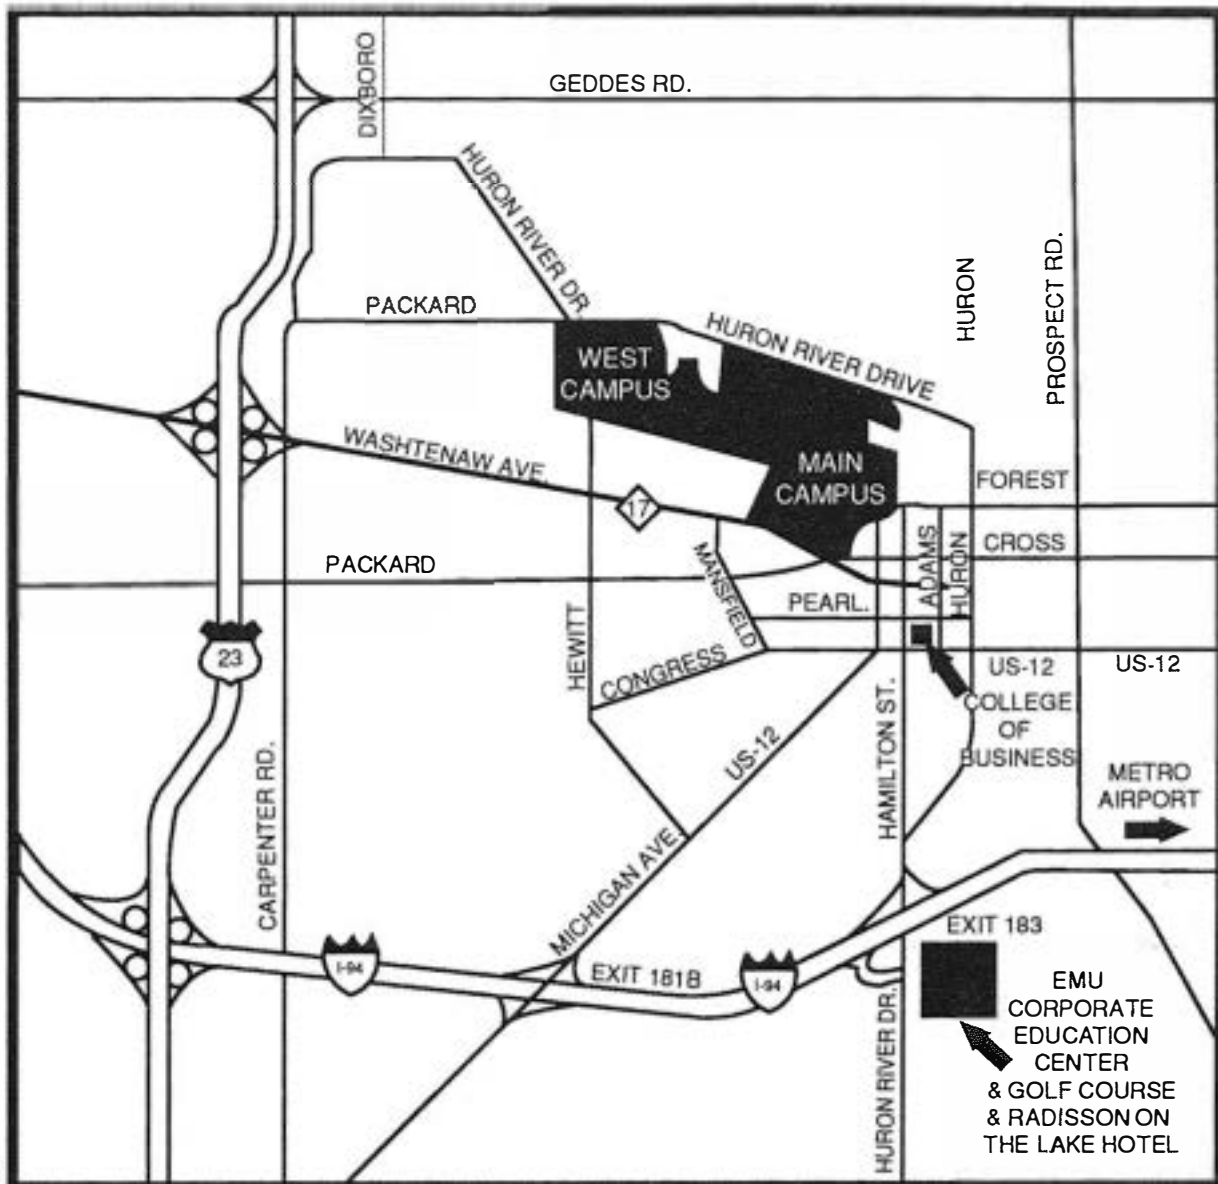 DIXBORO
GEDDES RD.
HURON RIVER DR.
HURON
PROSPECT RD.
PACKARD
HURON RIVER DRIVE
WEST
CAMPUS
WASHTENAW AVE.
MAIN
CAMPUS
FOREST
17
ADAMS
HURON
CROSS
PACKARD
MANSFIELD
PEARL.
HEWITT
23
CONGRESS
US-12
US-12
COLLEGE
OF
BUSINESS
US-12
HAMILTON ST.
METRO
AIRPORT
CARPENTER RD.
MICHIGAN AVE.
EXIT 183
I-94
EXIT 181B
I-94
HURON RIVER DR.
EMU
CORPORATE
EDUCATION
CENTER
& GOLF COURSE
& RADISSON ON
THE LAKE HOTEL